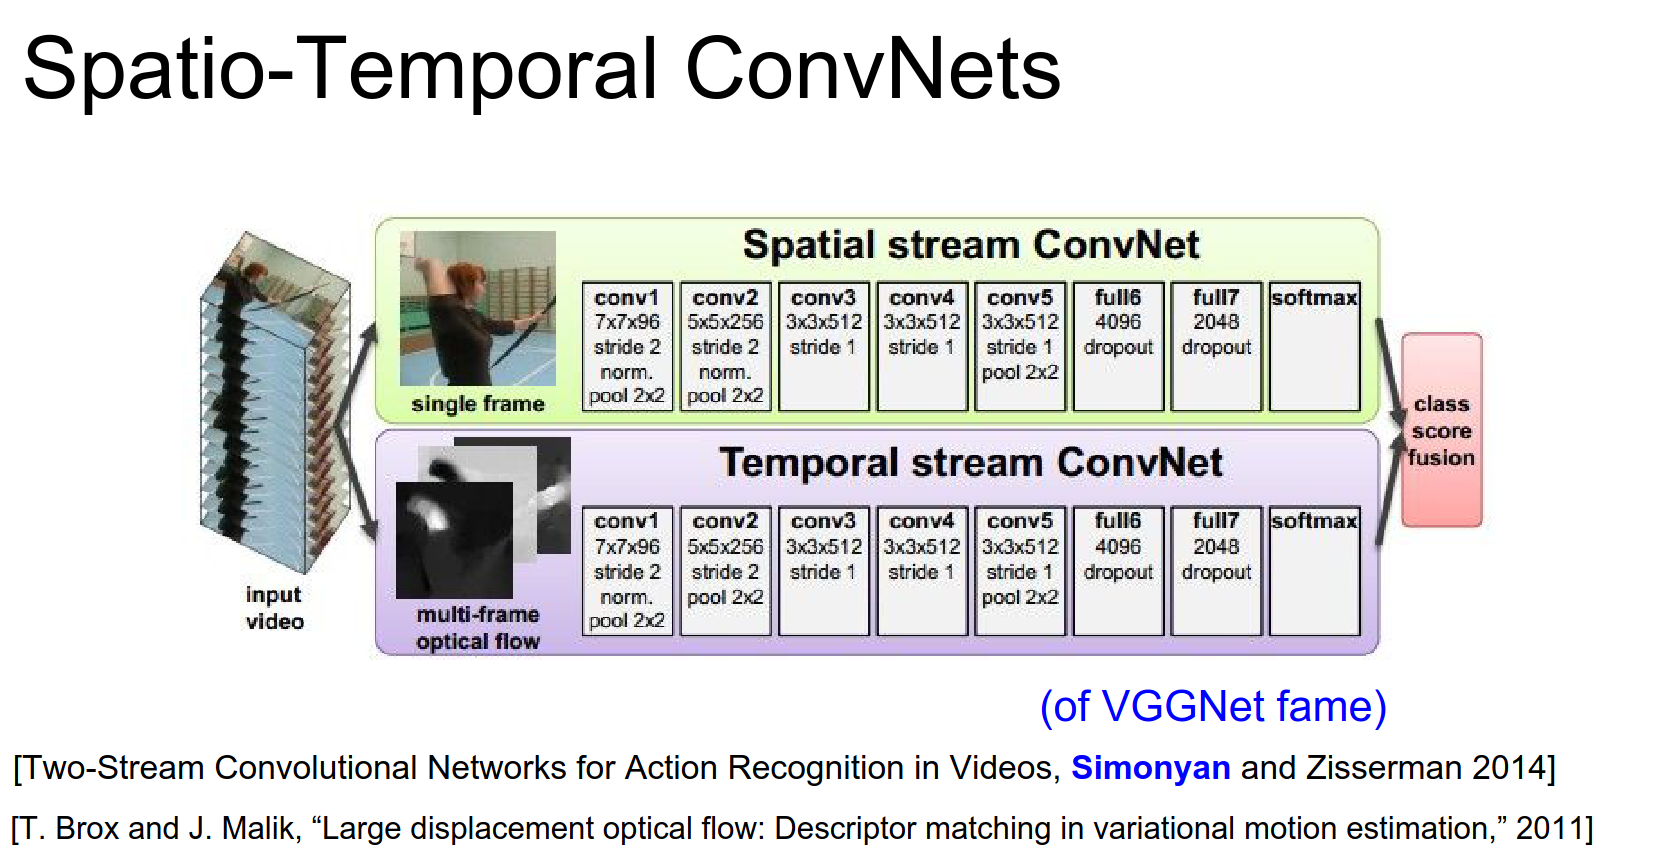 Spatio-Temporal ConvNets
Spatial stream ConvNet
single frame
conv1
7x7x96
stride 2
norm.
pool 2x2
conv2
5x5x256
stride 2
norm.
pool 2x2
conv3
3x3x512
stride 1
conv4
3x3x512
stride 1
conv5
3x3x512
stride 1
pool 2x2
full6
4096
dropout
full7
2048
dropout
softmax
Temporal stream ConvNet
multi-frame
optical flow
conv1
7x7x96
stride 2
norm.
pool 2x2
conv2
5x5x256
stride 2
pool 2x2
conv3
3x3x512
stride 1
conv4
3x3x512
stride 1
conv5
3x3x512
stride 1
pool 2x2
full6
4096
dropout
full7
2048
dropout
softmax
input
video
class
score
fusion
(of VGGNet fame)
[Two-Stream Convolutional Networks for Action Recognition in Videos, Simonyan and Zisserman 2014]
[T. Brox and J. Malik, “Large displacement optical flow: Descriptor matching in variational motion estimation,” 2011]